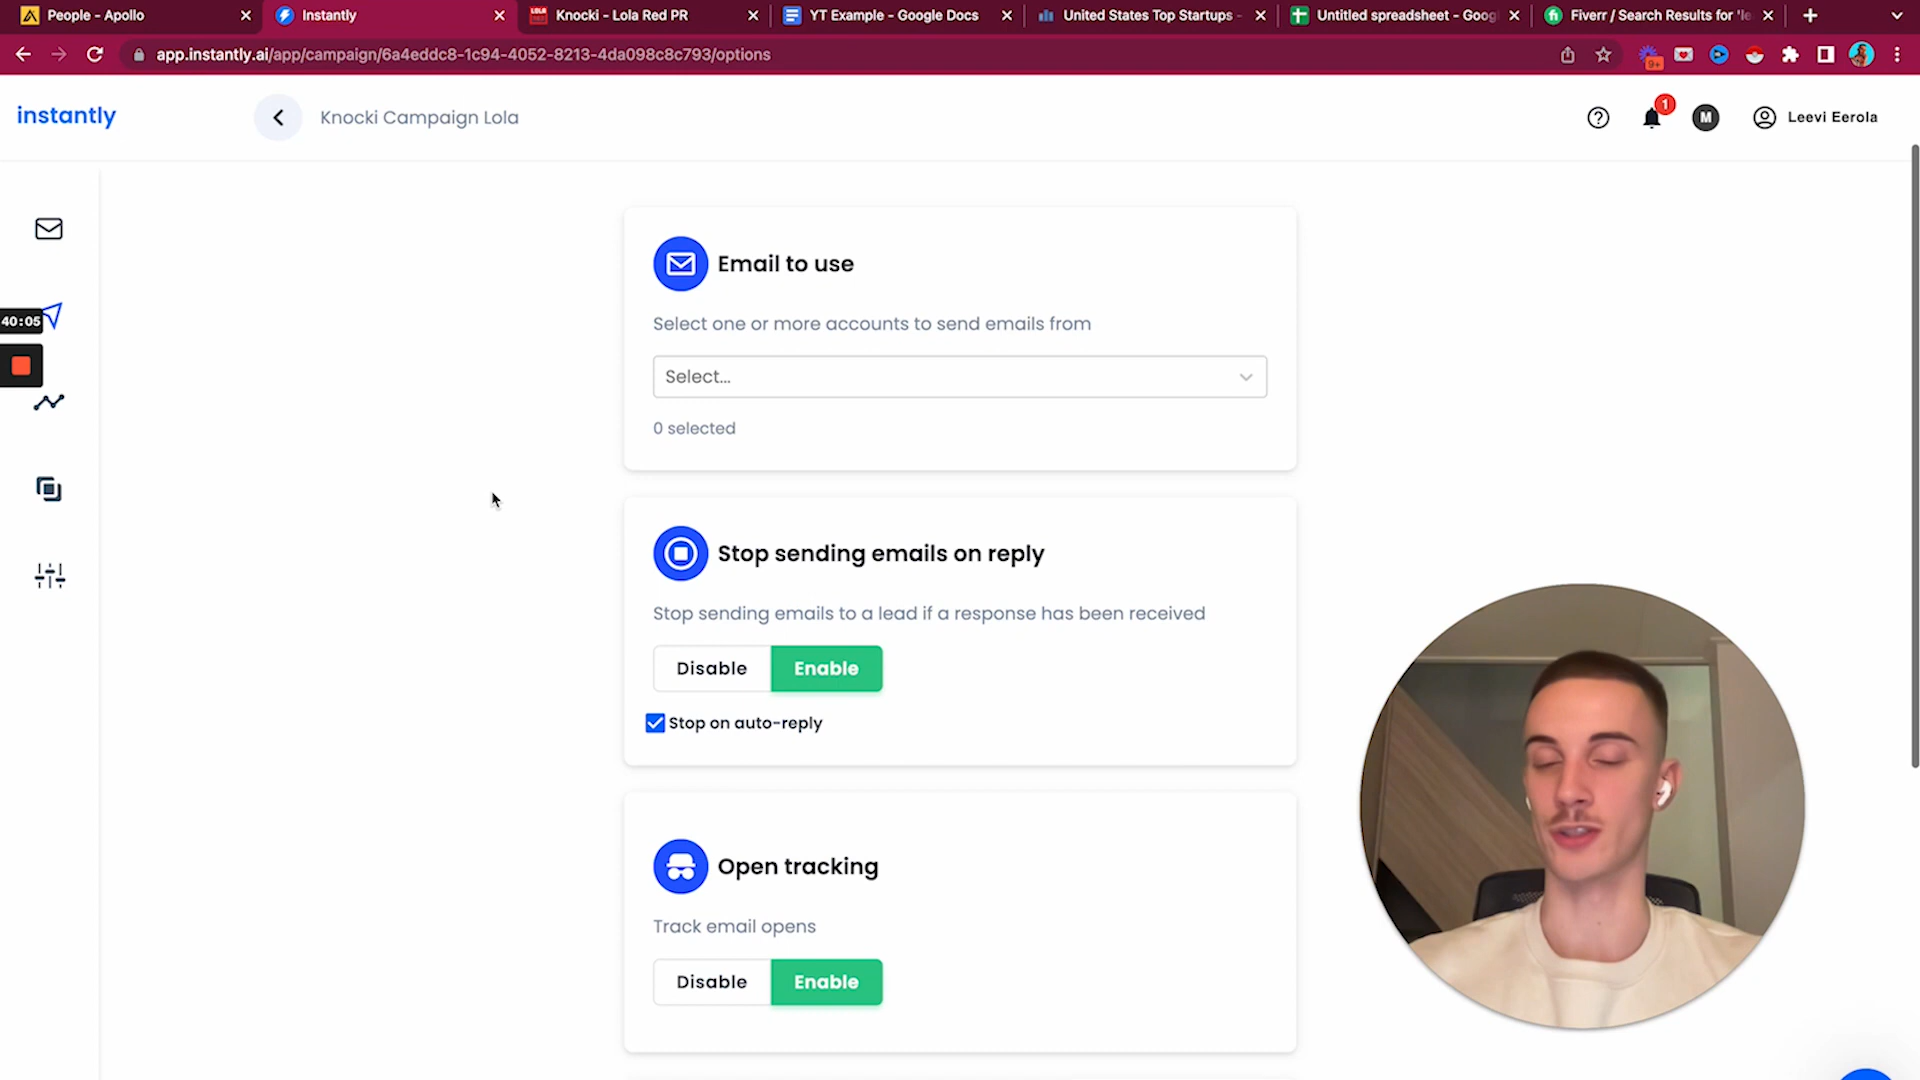 People - Apollo
Instantly
Knocki - Lola Red PR
YT Example - Google Docs
United States Top Startups -
Untitled spreadsheet - Goog
Fiverr / Search Results for 'le
app.instantly.ai/app/campaign/6a4eddc8-1c94-4052-8213-4da098c8c793/options
9+
instantly
Knocki Campaign Lola
1
M
Leevi Eerola
40:05
Email to use
Select one or more accounts to send emails from
Select...
0 selected
Stop sending emails on reply
Stop sending emails to a lead if a response has been received
Disable
Enable
Stop on auto-reply
Open tracking
Track email opens
Disable
Enable